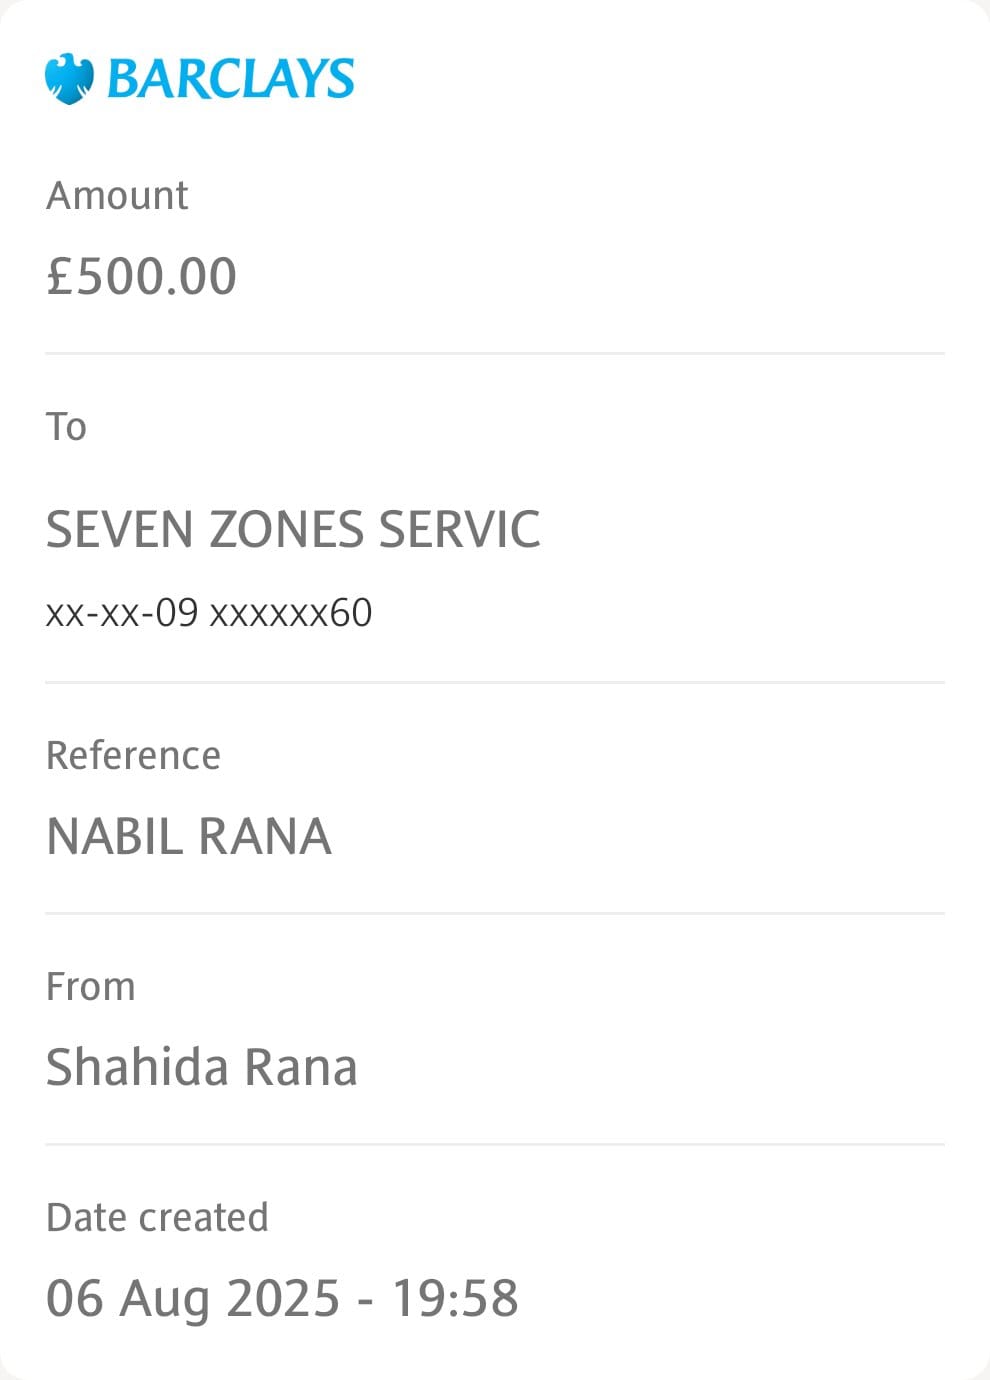 BARCLAYS
Amount
£500.00
To
SEVEN ZONES SERVIC
xx-xx-09 xxxxxx60
Reference
NABIL RANA
From
Shahida Rana
Date created
06 Aug 2025 - 19:58